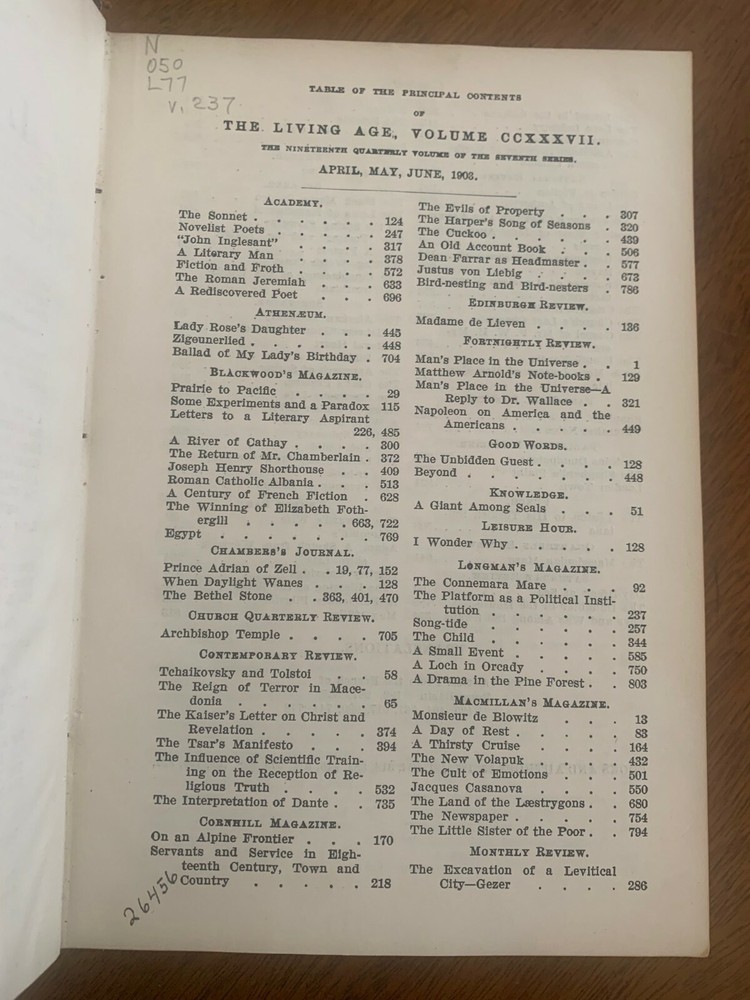 N
050
L77
v. 237
TABLE OF THE PRINCIPAL CONTENTS
OF
THE LIVING AGE, VOLUME CCXXXVII.
THE NINETEENTH QUARTERLY VOLUME OF THE SEVENTH SERIES.
APRIL, MAY, JUNE, 1903.
ACADEMY.
The Sonnet . . . . . . 124
Novelist Poets . . . . . 247
"John Inglesant" . . . . 317
A Literary Man . . . . 378
Fiction and Froth . . . . 572
The Roman Jeremiah . . . 633
A Rediscovered Poet . . . 696
ATHENÆUM.
Lady Rose's Daughter . . . 445
Zigeunerlied . . . . . . 448
Ballad of My Lady's Birthday . 704
BLACKWOOD'S MAGAZINE.
Prairie to Pacific . . . . 29
Some Experiments and a Paradox 115
Letters to a Literary Aspirant
226, 485
A River of Cathay . . . . 300
The Return of Mr. Chamberlain . 372
Joseph Henry Shorthouse . . 409
Roman Catholic Albania . . . 513
A Century of French Fiction . 628
The Winning of Elizabeth Foth-
ergill . . . . . 663, 722
Egypt . . . . . . 769
CHAMBERS'S JOURNAL.
Prince Adrian of Zell . . 19, 77, 152
When Daylight Wanes . . . 128
The Bethel Stone . . 363, 401, 470
CHURCH QUARTERLY REVIEW.
Archbishop Temple . . . . 705
CONTEMPORARY REVIEW.
Tchaikovsky and Tolstoi . . 58
The Reign of Terror in Mace-
donia . . . . . . 65
The Kaiser's Letter on Christ and
Revelation . . . . . 374
The Tsar's Manifesto . . . 394
The Influence of Scientific Train-
ing on the Reception of Re-
ligious Truth . . . . 532
The Interpretation of Dante . . 735
CORNHILL MAGAZINE.
On an Alpine Frontier . . . 170
Servants and Service in Eigh-
teenth Century, Town and
Country . . . . . 218
26456
The Evils of Property . . . 307
The Harper's Song of Seasons . 320
The Cuckoo . . . . . . 439
An Old Account Book . . . 506
Dean Farrar as Headmaster . . 577
Justus von Liebig . . . . 673
Bird-nesting and Bird-nesters . 786
EDINBURGH REVIEW.
Madame de Lieven . . . . 136
FORTNIGHTLY REVIEW.
Man's Place in the Universe . . 1
Matthew Arnold's Note-books . 129
Man's Place in the Universe—A
Reply to Dr. Wallace . . 321
Napoleon on America and the
Americans . . . . . 449
GOOD WORDS.
The Unbidden Guest . . . . 128
Beyond . . . . . . . 448
KNOWLEDGE.
A Giant Among Seals . . . 51
LEISURE HOUR.
I Wonder Why . . . . . 128
LONGMAN'S MAGAZINE.
The Connemara Mare . . . 92
The Platform as a Political Insti-
tution . . . . . . 237
Song-tide . . . . . . 257
The Child . . . . . . 344
A Small Event . . . . . 585
A Loch in Orcady . . . . 750
A Drama in the Pine Forest . . 803
MACMILLAN'S MAGAZINE.
Monsieur de Blowitz . . . 13
A Day of Rest . . . . . 83
A Thirsty Cruise . . . . 164
The New Volapuk . . . . 432
The Cult of Emotions . . . 501
Jacques Casanova . . . . 550
The Land of the Læstrygons . . 680
The Newspaper . . . . . 754
The Little Sister of the Poor . . 794
MONTHLY REVIEW.
The Excavation of a Levitical
City—Gezer . . . . 286